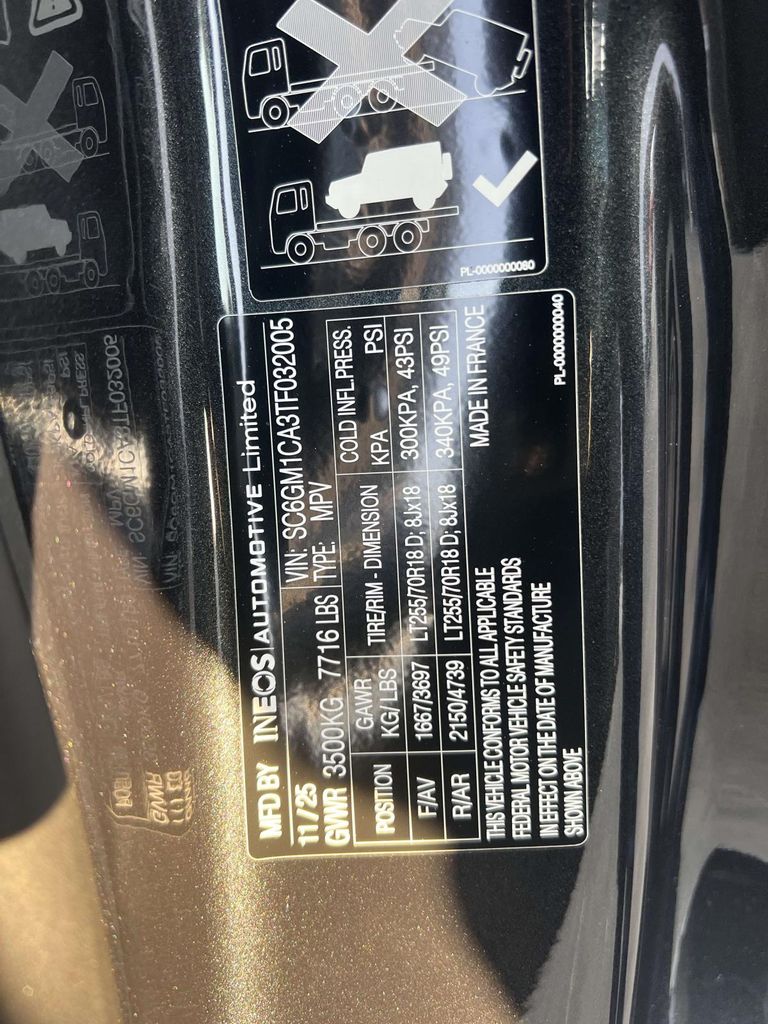 PL-0000000080
MFD BY INEOS AUTOMOTIVE Limited
11/25 VIN: SC6GM1CA3TF032005
GVWR 3500KG 7716 LBS TYPE: MPV
POSITION GAWR KG/LBS TIRE/RIM - DIMENSION COLD INFL.PRESS. KPA PSI
F/AV 1667/3697 LT255/70R18 D; 8Jx18 300KPA, 43PSI
R/AR 2150/4739 LT255/70R18 D; 8Jx18 340KPA, 49PSI
THIS VEHICLE CONFORMS TO ALL APPLICABLE MADE IN FRANCE
FEDERAL MOTOR VEHICLE SAFETY STANDARDS
IN EFFECT ON THE DATE OF MANUFACTURE
SHOWN ABOVE
PL-0000000040